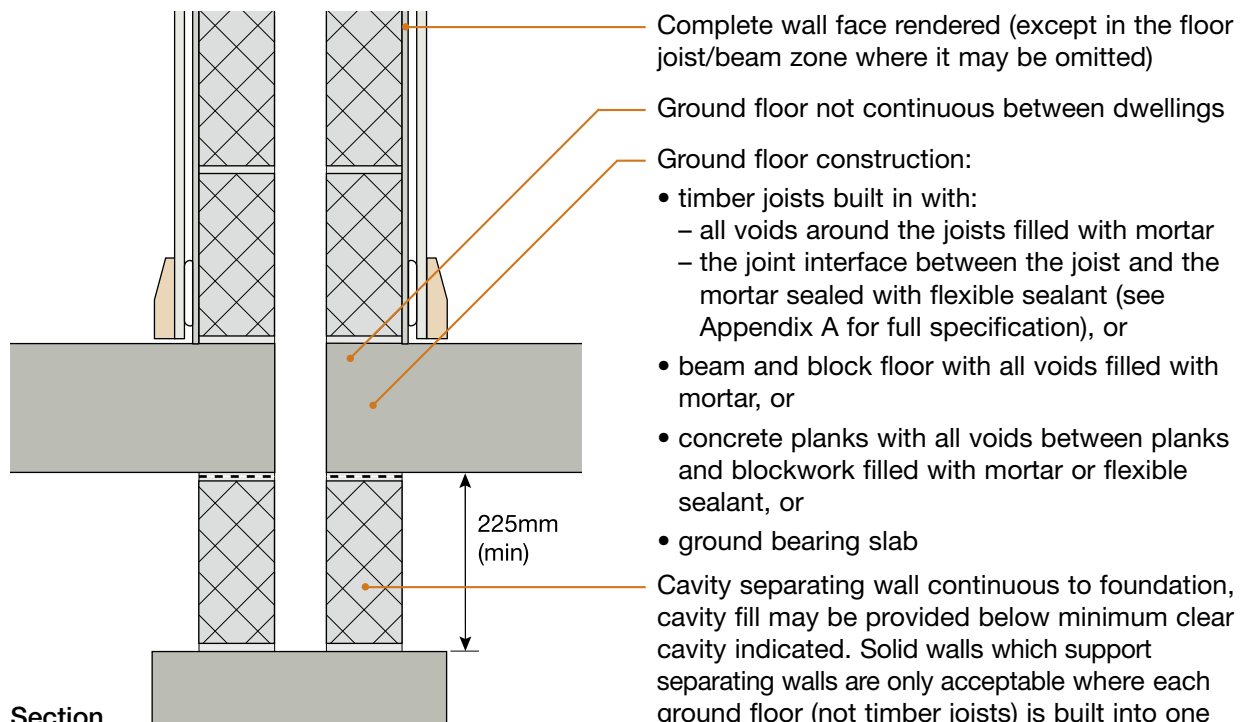 Complete wall face rendered (except in the floor
joist/beam zone where it may be omitted)
Ground floor not continuous between dwellings
Ground floor construction:
• timber joists built in with:
– all voids around the joists filled with mortar
– the joint interface between the joist and the
mortar sealed with flexible sealant (see
Appendix A for full specification), or
• beam and block floor with all voids filled with
mortar, or
• concrete planks with all voids between planks
and blockwork filled with mortar or flexible
sealant, or
• ground bearing slab
225mm
(min)
Cavity separating wall continuous to foundation,
cavity fill may be provided below minimum clear
cavity indicated. Solid walls which support
separating walls are only acceptable where each
ground floor (not timber joists) is built into one
Section